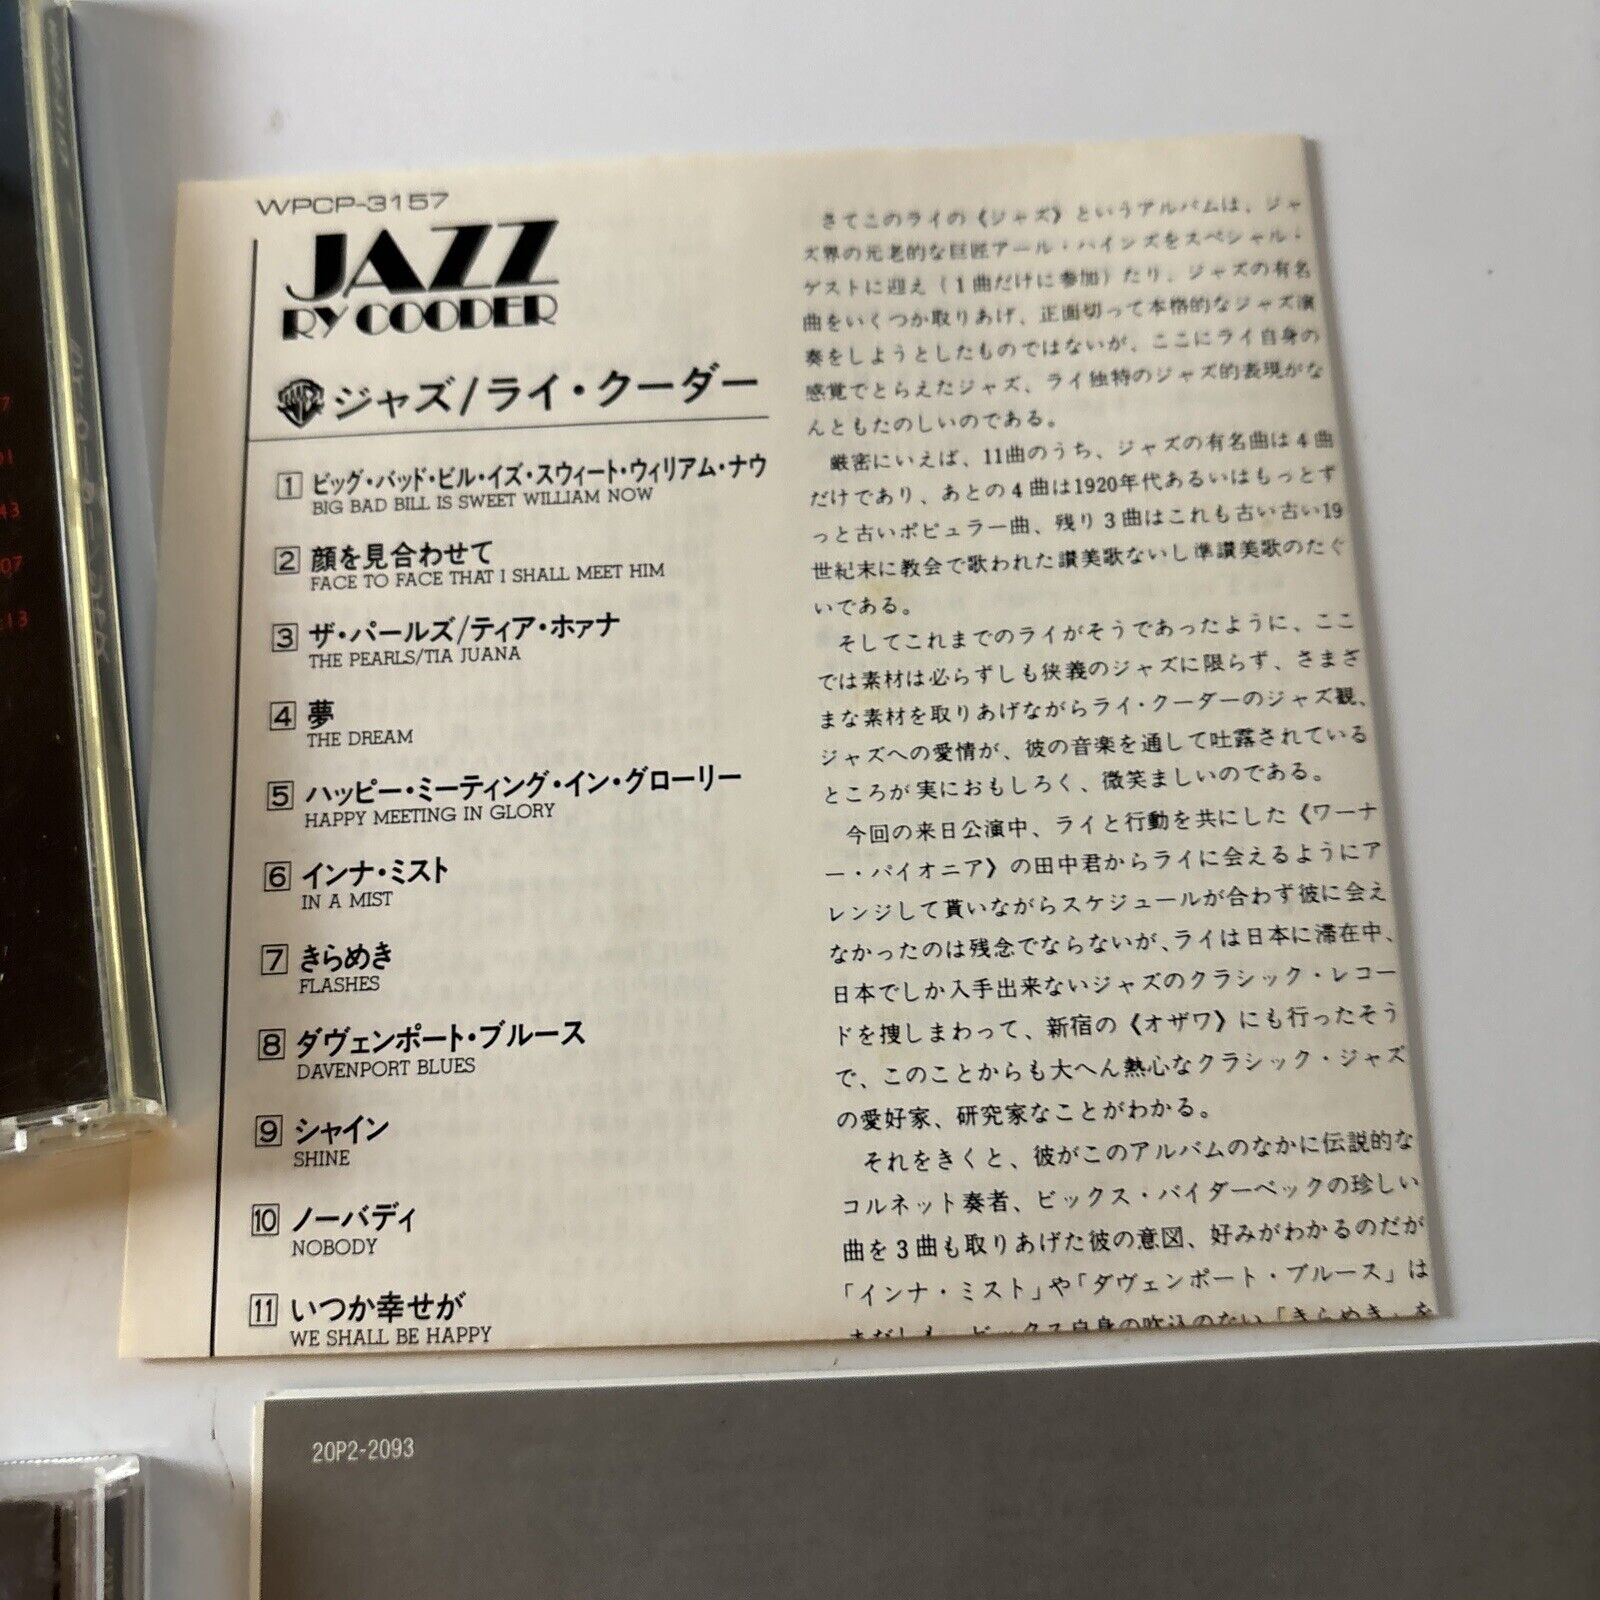 WPCP-3157
JAZZ
RY COODER
ジャズ/ライ・クーダー
1 ビッグ・バッド・ビル・イズ・スウィート・ウィリアム・ナウ
BIG BAD BILL IS SWEET WILLIAM NOW
2 顔を見合わせて
FACE TO FACE THAT I SHALL MEET HIM
3 ザ・パールズ/ティア・ホァナ
THE PEARLS/TIA JUANA
4 夢
THE DREAM
5 ハッピー・ミーティング・イン・グローリー
HAPPY MEETING IN GLORY
6 インナ・ミスト
IN A MIST
7 きらめき
FLASHES
8 ダヴェンポート・ブルース
DAVENPORT BLUES
9 シャイン
SHINE
10 ノーバディ
NOBODY
11 いつか幸せが
WE SHALL BE HAPPY
さてこのライの《ジャズ》というアルバムは、ジャ
ズ界の元老的な巨匠アール・ハインズをスペシャル・
ゲストに迎え(1曲だけに参加)たり、ジャズの有名
曲をいくつか取りあげ、正面切って本格的なジャズ演
奏をしようとしたものではないが、ここにライ自身の
感覚でとらえたジャズ、ライ独特のジャズ的表現がな
んともたのしいのである。
厳密にいえば、11曲のうち、ジャズの有名曲は4曲
だけであり、あとの4曲は1920年代あるいはもっとず
っと古いポピュラー曲、残り3曲はこれも古い古い19
世紀末に教会で歌われた讃美歌ないし準讃美歌のたぐ
いである。
そしてこれまでのライがそうであったように、ここ
では素材は必らずしも狭義のジャズに限らず、さまざ
まな素材を取りあげながらライ・クーダーのジャズ観、
ジャズへの愛情が、彼の音楽を通して吐露されている
ところが実におもしろく、微笑ましいのである。
今回の来日公演中、ライと行動を共にした《ワーナ
ー・パイオニア》の田中君からライに会えるようにア
レンジして貰いながらスケジュールが合わず彼に会え
なかったのは残念でならないが、ライは日本に滞在中、
日本でしか入手出来ないジャズのクラシック・レコー
ドを捜しまわって、新宿の《オザワ》にも行ったそう
で、このことからも大へん熱心なクラシック・ジャズ
の愛好家、研究家なことがわかる。
それをきくと、彼がこのアルバムのなかに伝説的な
コルネット奏者、ビックス・バイダーベックの珍しい
曲を3曲も取りあげた彼の意図、好みがわかるのだが
「インナ・ミスト」や「ダヴェンポート・ブルース」は
まだしも、ビックス自身の吹込のない「きらめき」を
20P2-2093